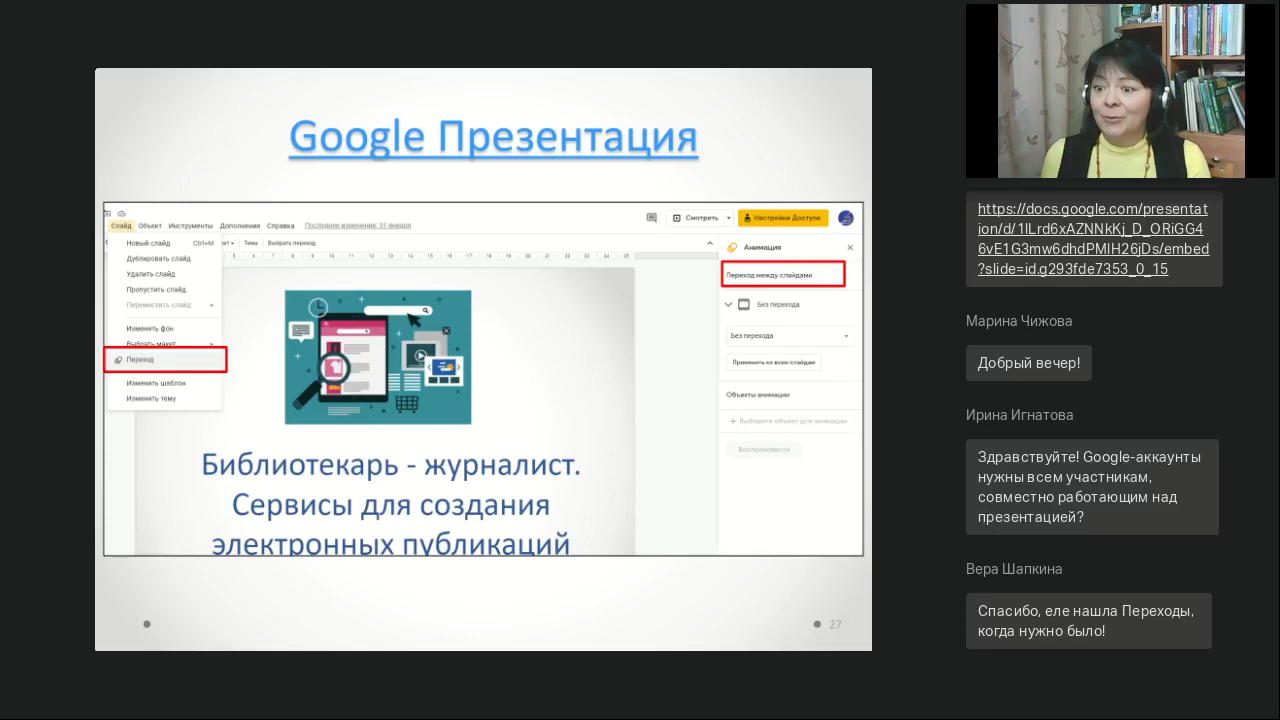 Google Презентация
Слайд Объект Инструменты Дополнения Справка Последнее изменение: 31 января
Смотреть
Настройки Доступа
Новый слайд Ctrl+M
Дублировать слайд
Удалить слайд
Пропустить слайд
Переместить слайд
Изменить фон
Выбрать макет
Переход
Изменить шаблон
Изменить тему
Тема Выбрать переход
Анимация
Переход между слайдами
Без перехода
Без перехода
Применить ко всем слайдам
Объекты анимации
+ Выберите объект для анимации
Воспроизвести
Библиотекарь - журналист.
Сервисы для создания
электронных публикаций
27
https://docs.google.com/presentat
ion/d/1ILrd6xAZNNkKj_D_ORiGG4
6vE1G3mw6dhdPMIH26jDs/embed
?slide=id.g293fde7353_0_15
Марина Чижова
Добрый вечер!
Ирина Игнатова
Здравствуйте! Google-аккаунты
нужны всем участникам,
совместно работающим над
презентацией?
Вера Шапкина
Спасибо, еле нашла Переходы,
когда нужно было!